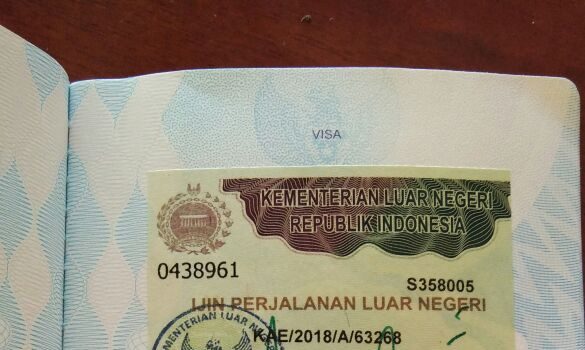 VISA
KEMENTERIAN LUAR NEGERI
REPUBLIK INDONESIA
0438961
S358005
IJIN PERJALANAN LUAR NEGERI
KAE/2018/A/63268